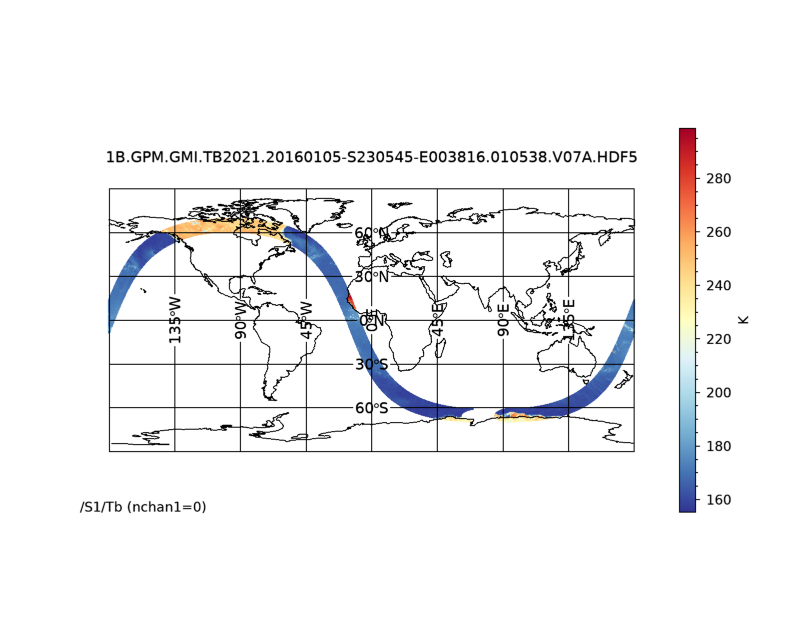 1B.GPM.GMI.TB2021.20160105-S230545-E003816.010538.V07A.HDF5
280
260
240
220
200
180
160
K
60°N
30°N
0°N
30°S
60°S
135°W
90°W
45°W
0°E
45°E
90°E
135°E
/S1/Tb (nchan1=0)